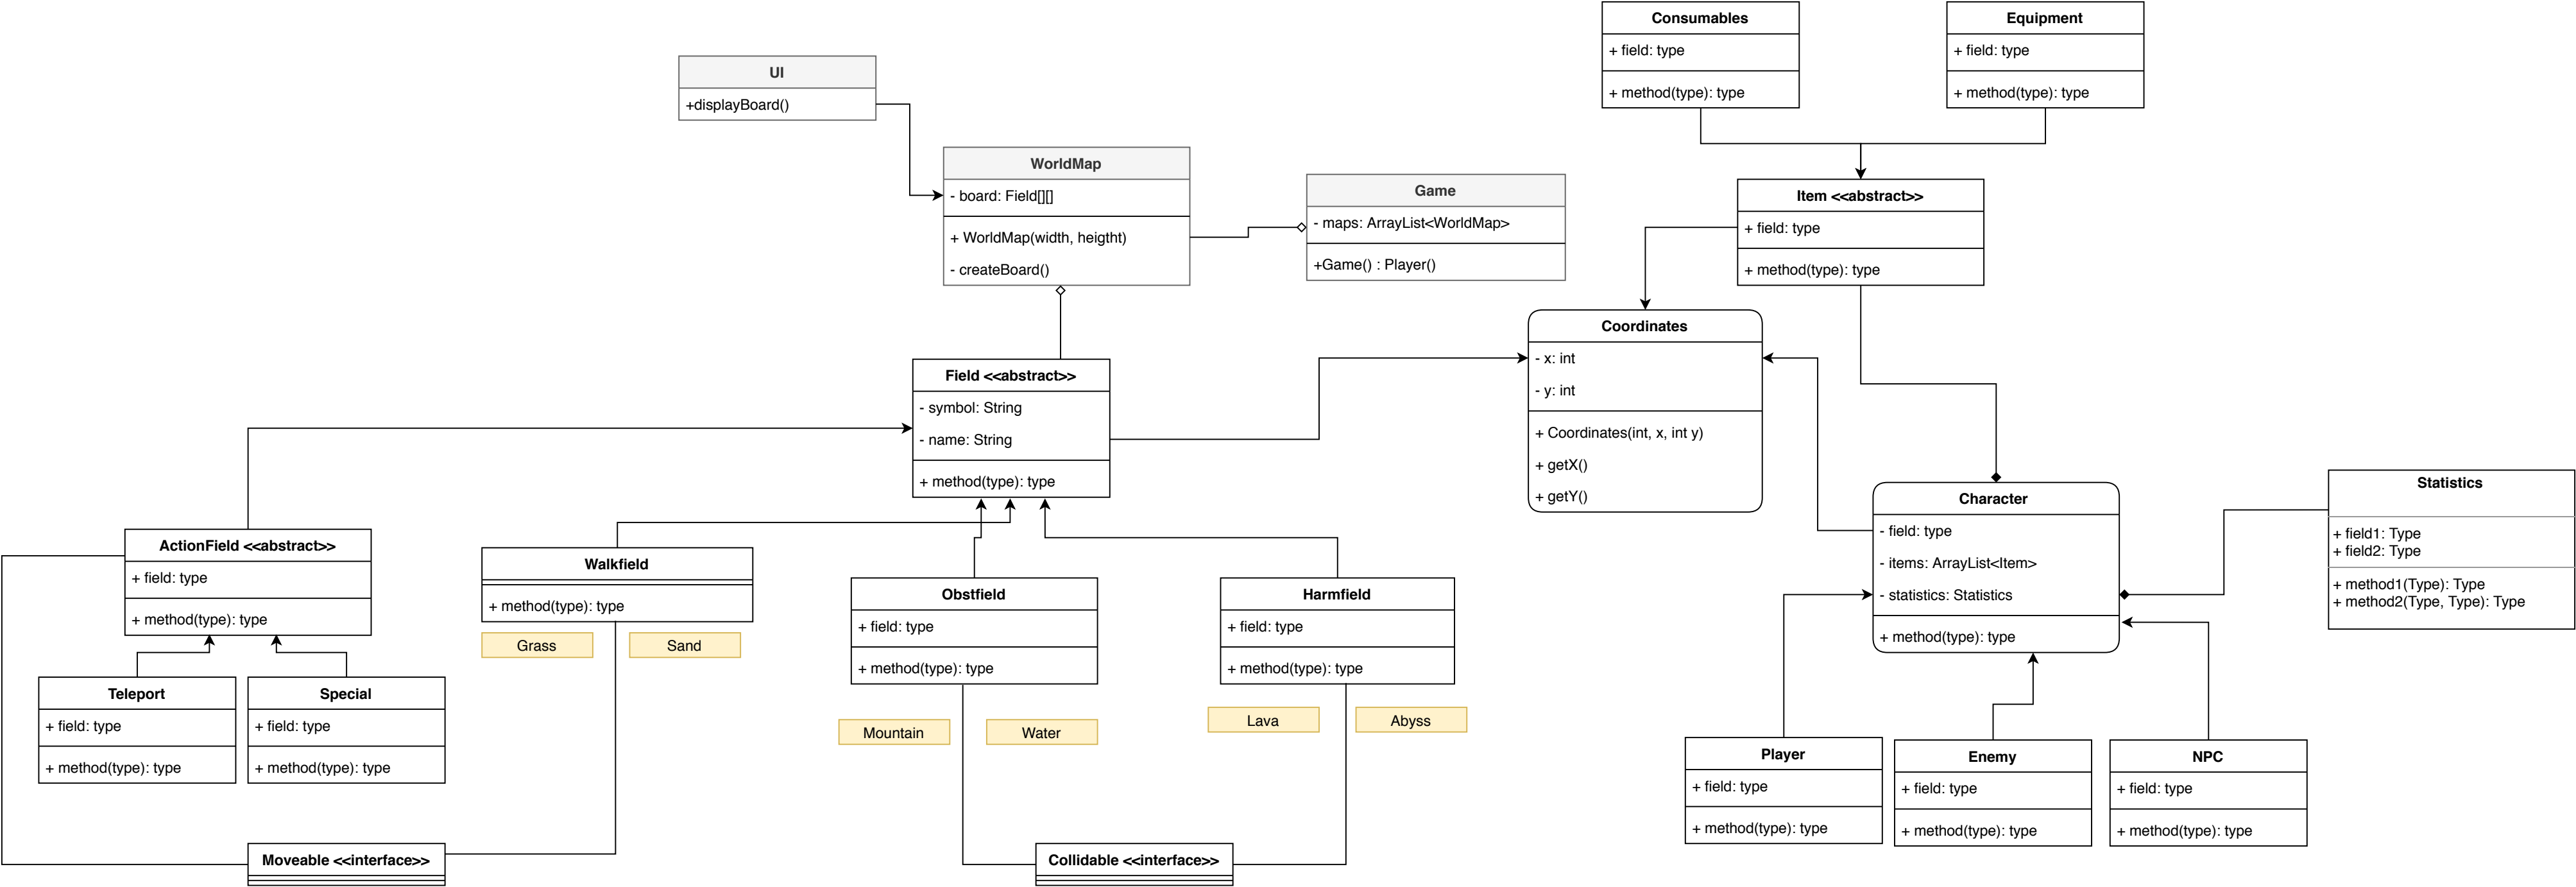 Consumables
+ field: type
+ method(type): type
Equipment
+ field: type
+ method(type): type
UI
+displayBoard()
WorldMap
- board: Field[][]
+ WorldMap(width, heigtht)
- createBoard()
Game
- maps: ArrayList<WorldMap>
+Game() : Player()
Item <<abstract>>
+ field: type
+ method(type): type
Coordinates
- x: int
- y: int
+ Coordinates(int, x, int y)
+ getX()
+ getY()
Field <<abstract>>
- symbol: String
- name: String
+ method(type): type
Character
- field: type
- items: ArrayList<Item>
- statistics: Statistics
+ method(type): type
Statistics
+ field1: Type
+ field2: Type
+ method1(Type): Type
+ method2(Type, Type): Type
ActionField <<abstract>>
+ field: type
+ method(type): type
Walkfield
+ method(type): type
Grass
Sand
Obstfield
+ field: type
+ method(type): type
Mountain
Water
Harmfield
+ field: type
+ method(type): type
Lava
Abyss
Teleport
+ field: type
+ method(type): type
Special
+ field: type
+ method(type): type
Player
+ field: type
+ method(type): type
Enemy
+ field: type
+ method(type): type
NPC
+ field: type
+ method(type): type
Moveable <<interface>>
Collidable <<interface>>